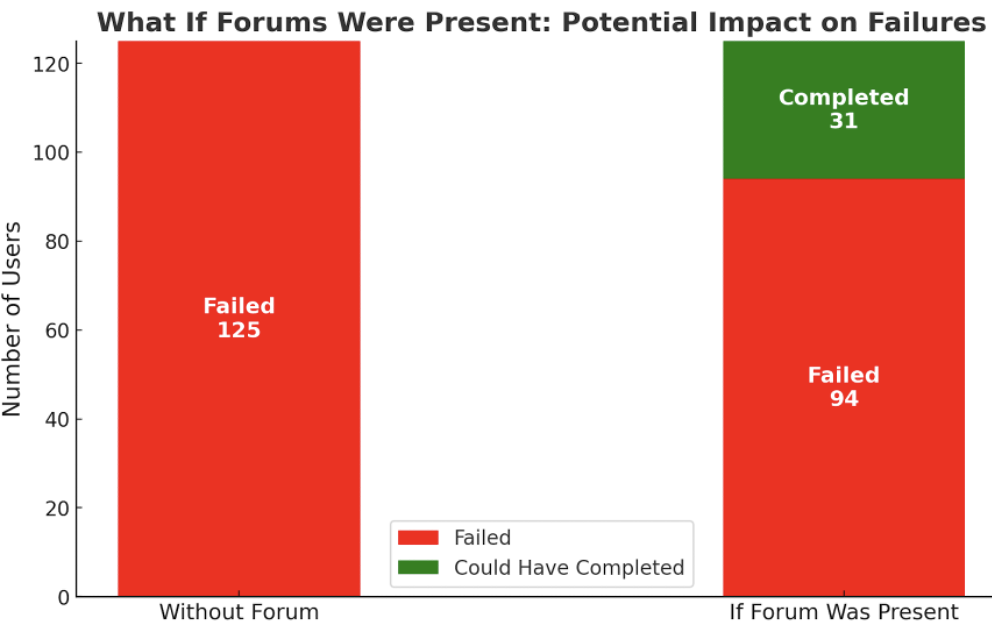 What If Forums Were Present: Potential Impact on Failures
Number of Users
120
100
80
60
40
20
0
Failed
125
Completed
31
Failed
94
Failed
Could Have Completed
Without Forum
If Forum Was Present